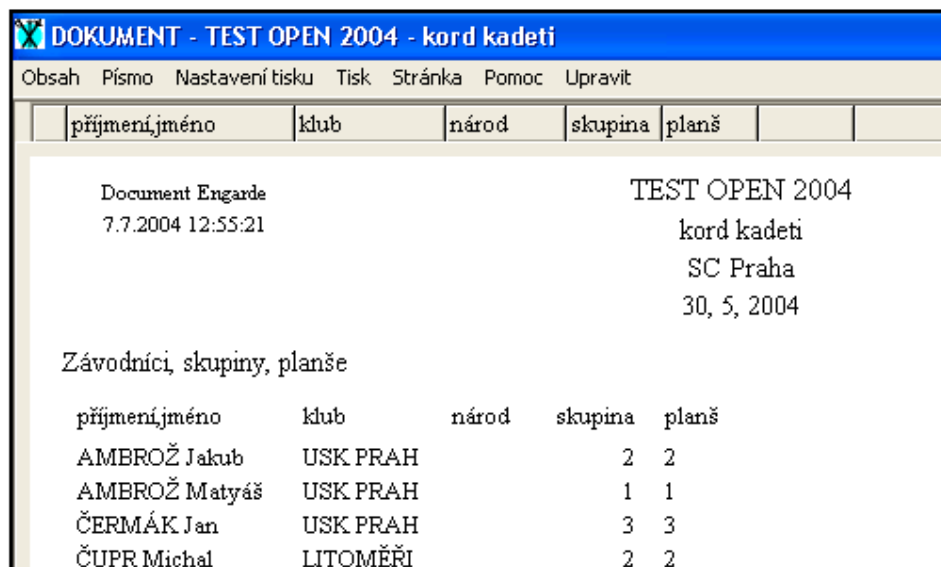 DOKUMENT - TEST OPEN 2004 - kord kadeti
Obsah Písmo Nastavení tisku Tisk Stránka Pomoc Upravit
příjmení,jméno klub národ skupina planš
Document Engarde
7.7.2004 12:55:21
TEST OPEN 2004
kord kadeti
SC Praha
30, 5, 2004
Závodníci, skupiny, planše
příjmení,jméno klub národ skupina planš
AMBROŽ Jakub USK PRAH 2 2
AMBROŽ Matyáš USK PRAH 1 1
ČERMÁK Jan USK PRAH 3 3
ČUPR Michal LITOMĚŘI 2 2